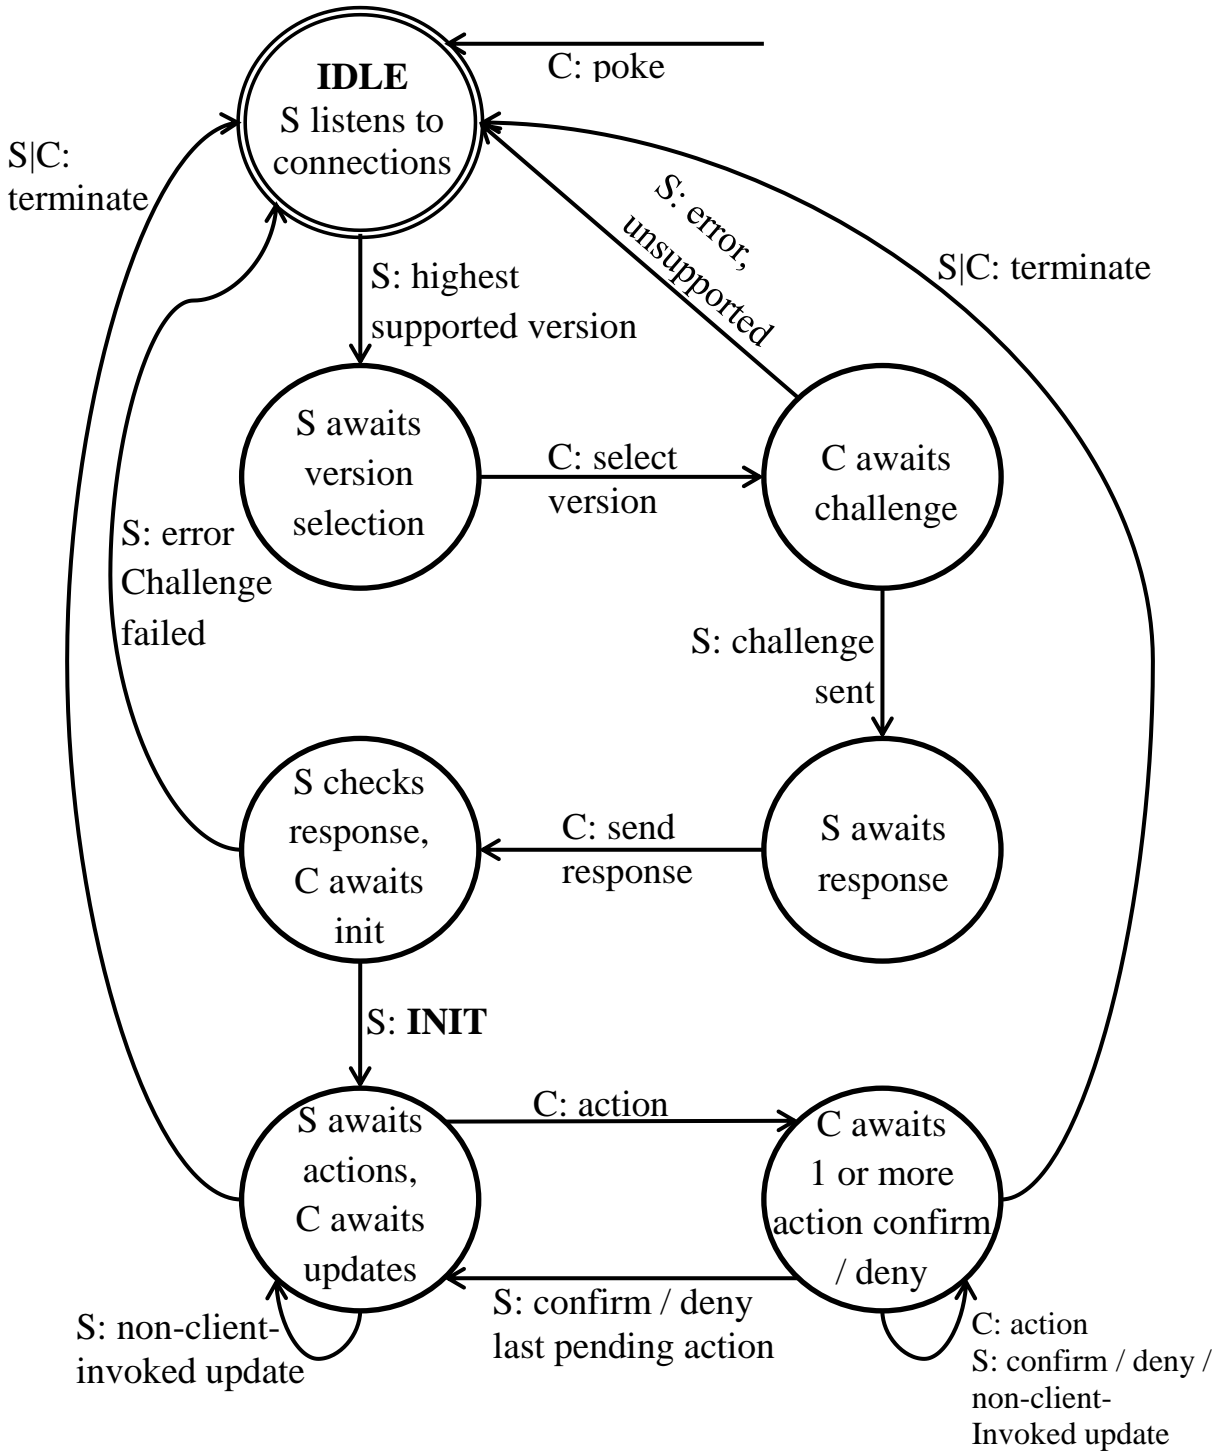 IDLE
S listens to
connections
C: poke
S|C:
terminate
S: error,
unsupported
S|C: terminate
S: highest
supported version
S awaits
version
selection
C: select
version
C awaits
challenge
S: error
Challenge
failed
S: challenge
sent
S checks
response,
C awaits
init
C: send
response
S awaits
response
S: INIT
S awaits
actions,
C awaits
updates
C: action
C awaits
1 or more
action confirm
/ deny
S: confirm / deny
last pending action
S: non-client-
invoked update
C: action
S: confirm / deny /
non-client-
Invoked update